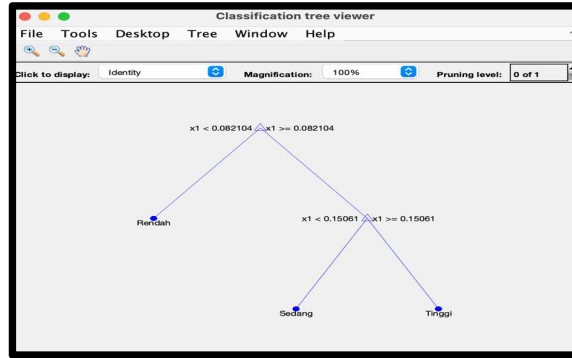 Classification tree viewer
File Tools Desktop Tree Window Help
Click to display: Identity Magnification: 100% Pruning level: 0 of 1
x1 < 0.082104 x1 >= 0.082104
Rendah
x1 < 0.15061 x1 >= 0.15061
Sedang
Tinggi